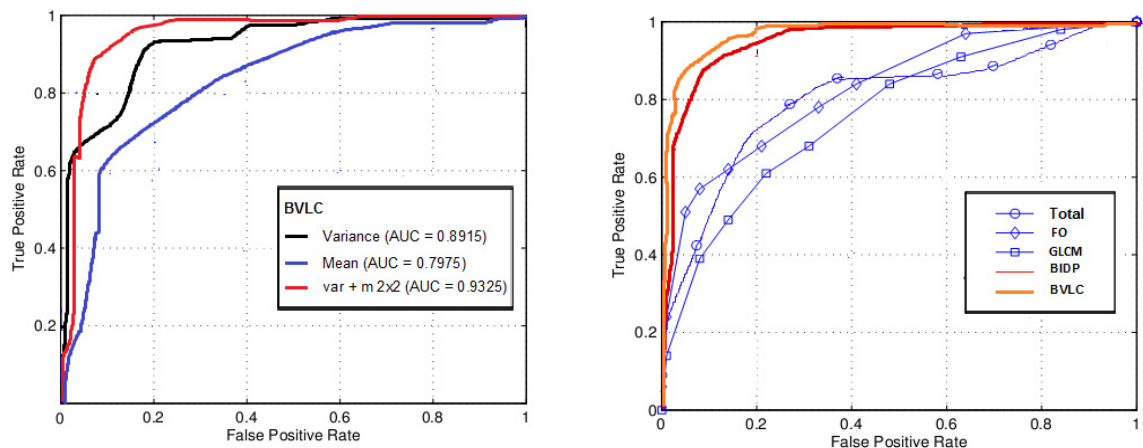 1
0.8
0.6
0.4
0.2
0
0.2
0.4
0.6
0.8
1
True Positive Rate
False Positive Rate
BVLC
Variance (AUC = 0.8915)
Mean (AUC = 0.7975)
var + m 2x2 (AUC = 0.9325)
1
0.8
0.6
0.4
0.2
0
0
0.2
0.4
0.6
0.8
1
True Positive Rate
False Positive Rate
Total
FO
GLCM
BIDP
BVLC